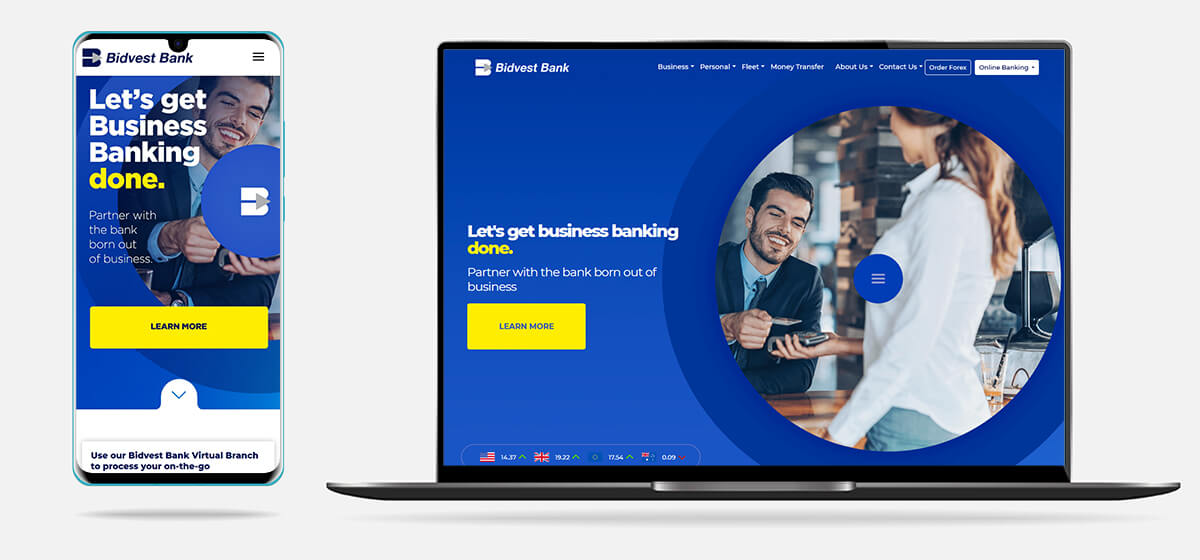 Bidvest Bank
Let's get
Business
Banking
done.
Partner with
the bank
born out
of business.
LEARN MORE
Use our Bidvest Bank Virtual Branch
to process your on-the-go
Bidvest Bank
Business Personal Fleet Money Transfer About Us Contact Us Order Forex Online Banking
Let's get business banking
done.
Partner with the bank born out of
business
LEARN MORE
14.37 19.22 17.54 0.09